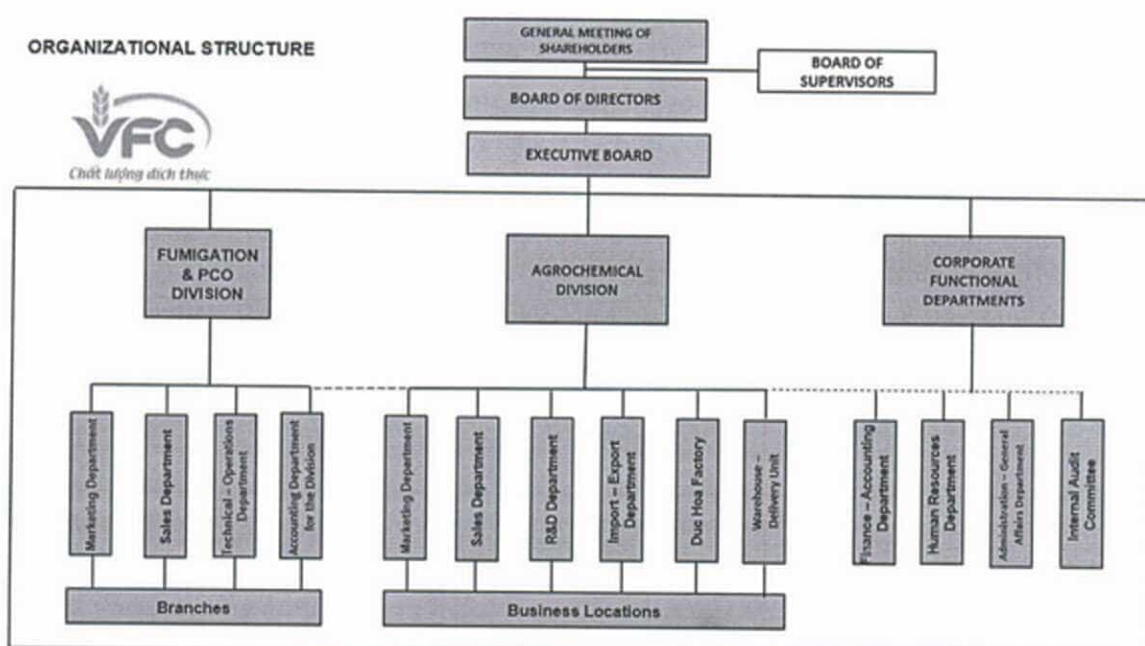 GENERAL MEETING OF
SHAREHOLDERS
ORGANIZATIONAL STRUCTURE
BOARD OF
SUPERVISORS
BOARD OF DIRECTORS
VFC
Chất lượng đích thực
EXECUTIVE BOARD
FUMIGATION
& PCO
DIVISION
AGROCHEMICAL
DIVISION
CORPORATE
FUNCTIONAL
DEPARTMENTS
Marketing Department
Sales Department
Technical – Operations
Department
Accounting Department
for the Division
Marketing Department
Sales Department
R&D Department
Import – Export
Department
Duc Hoa Factory
Warehouse –
Delivery Unit
Finance – Accounting
Department
Human Resources
Department
Administration – General
Affairs Department
Internal Audit
Committee
Branches
Business Locations